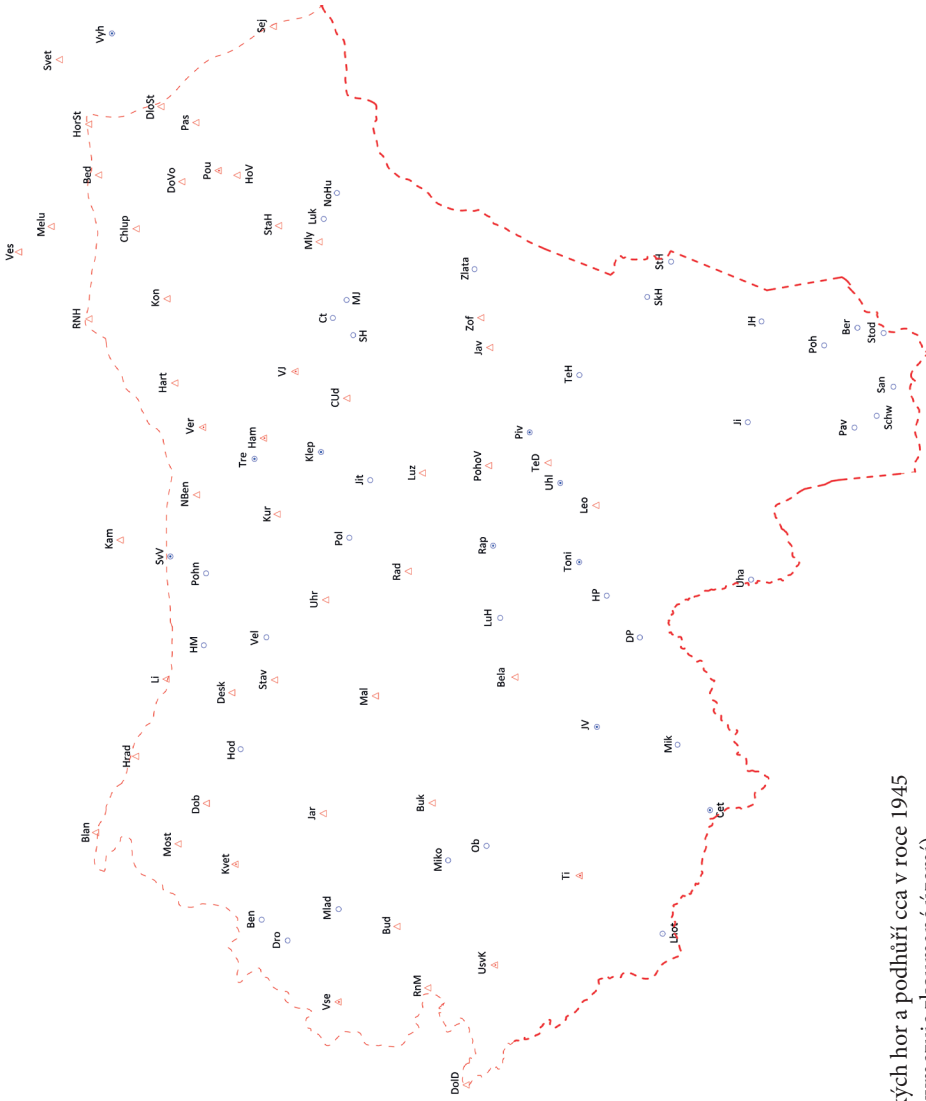 Ves
Melu
Svet
Blan
RNH
Bed
HorSt
Vyh
Kam
Hrad
Chlup
Li
SvV
Kon
DloSt
Most
Hart
DoVo
Dob
HM
Pohn
NBen
Ver
Pas
Kvet
Desk
Pou
HoV
Hod
Ben
Vel
Tre
Ham
Sej
Dro
Stav
Kur
StaH
VJ
Vse
Mlad
Jar
Uhr
Klep
Ct
Mly
Luk
NoHu
Pol
CUd
SH
MJ
Mal
Jit
Bud
Rad
Luz
RnM
Buk
Miko
DolD
Ob
UsvK
Rap
PohoV
Jav
Zof
Zlata
LuH
Bela
Piv
TeD
Uhl
Ti
Toni
TeH
JV
Leo
HP
DP
SkH
StH
Lhot
Mik
Cet
Uha
Ji
JH
Poh
Pav
Ber
Schw
Stod
San
kých hor a podhůří cca v roce 1945